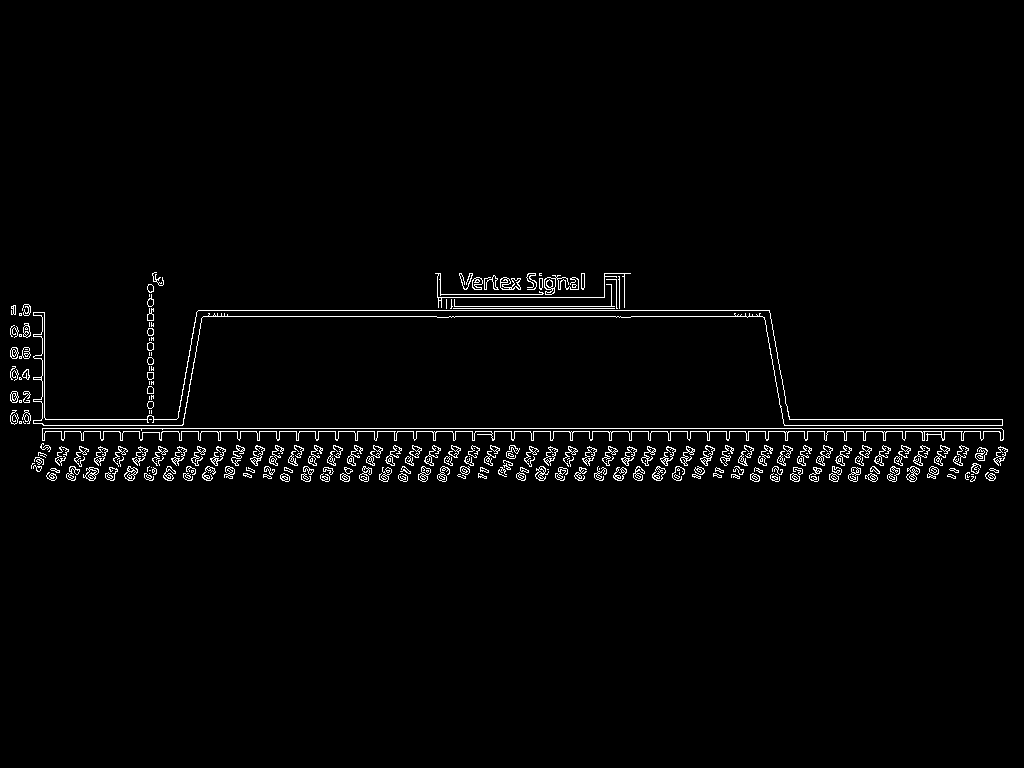 Vertex Signal
1.0
0.8
0.6
0.4
0.2
0.0
2015
01 AM
02 AM
03 AM
04 AM
05 AM
06 AM
07 AM
08 AM
09 AM
10 AM
11 AM
12 PM
01 PM
02 PM
03 PM
04 PM
05 PM
06 PM
07 PM
08 PM
09 PM
10 PM
11 PM
Fri 02
01 AM
02 AM
03 AM
04 AM
05 AM
06 AM
07 AM
08 AM
09 AM
10 AM
11 AM
12 PM
01 PM
02 PM
03 PM
04 PM
05 PM
06 PM
07 PM
08 PM
09 PM
10 PM
11 PM
Sat 03
01 AM